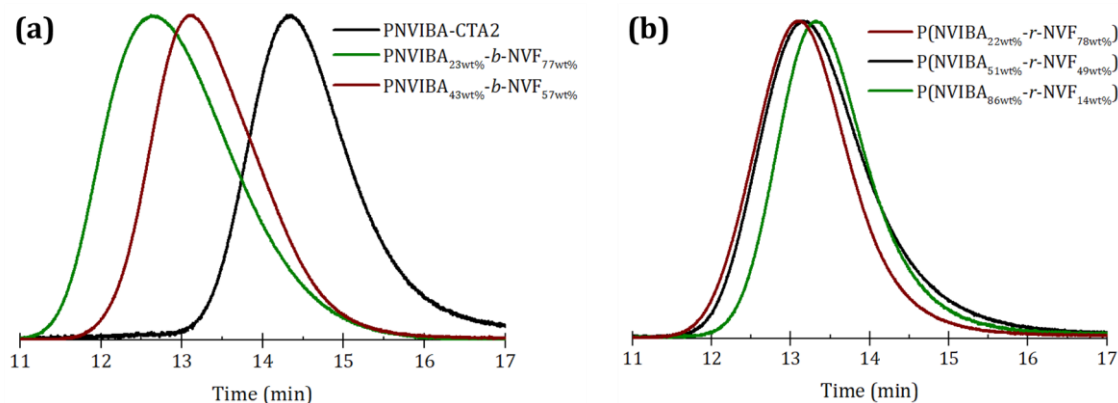 (a)
PNVIBA-CTA2
PNVIBA23wt%-b-NVF77wt%
PNVIBA43wt%-b-NVF57wt%
11 12 13 14 15 16 17
Time (min)
(b)
P(NVIBA22wt%-r-NVF78wt%)
P(NVIBA51wt%-r-NVF49wt%)
P(NVIBA86wt%-r-NVF14wt%)
11 12 13 14 15 16 17
Time (min)